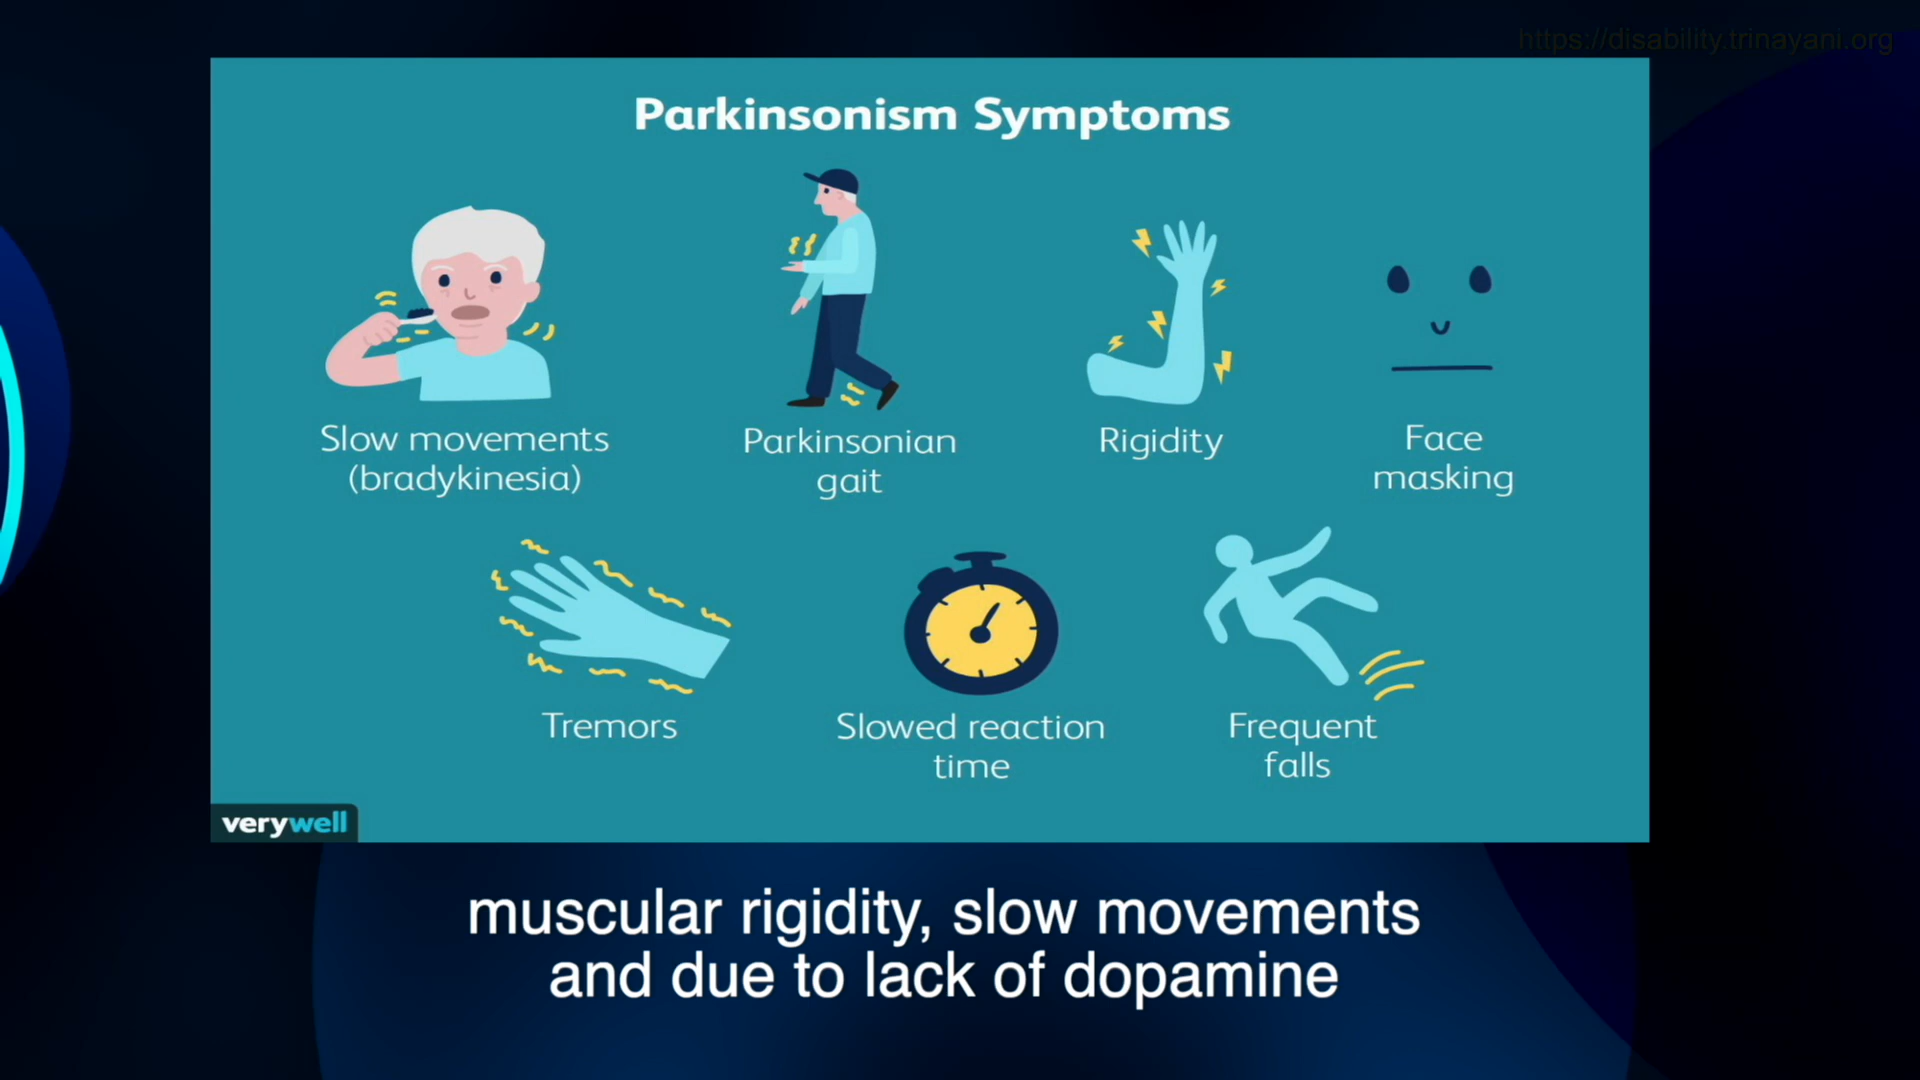 https://disability.trinayani.org
Parkinsonism Symptoms
Slow movements
(bradykinesia)
Parkinsonian
gait
Rigidity
Face
masking
Tremors
Slowed reaction
time
Frequent
falls
verywell
muscular rigidity, slow movements
and due to lack of dopamine